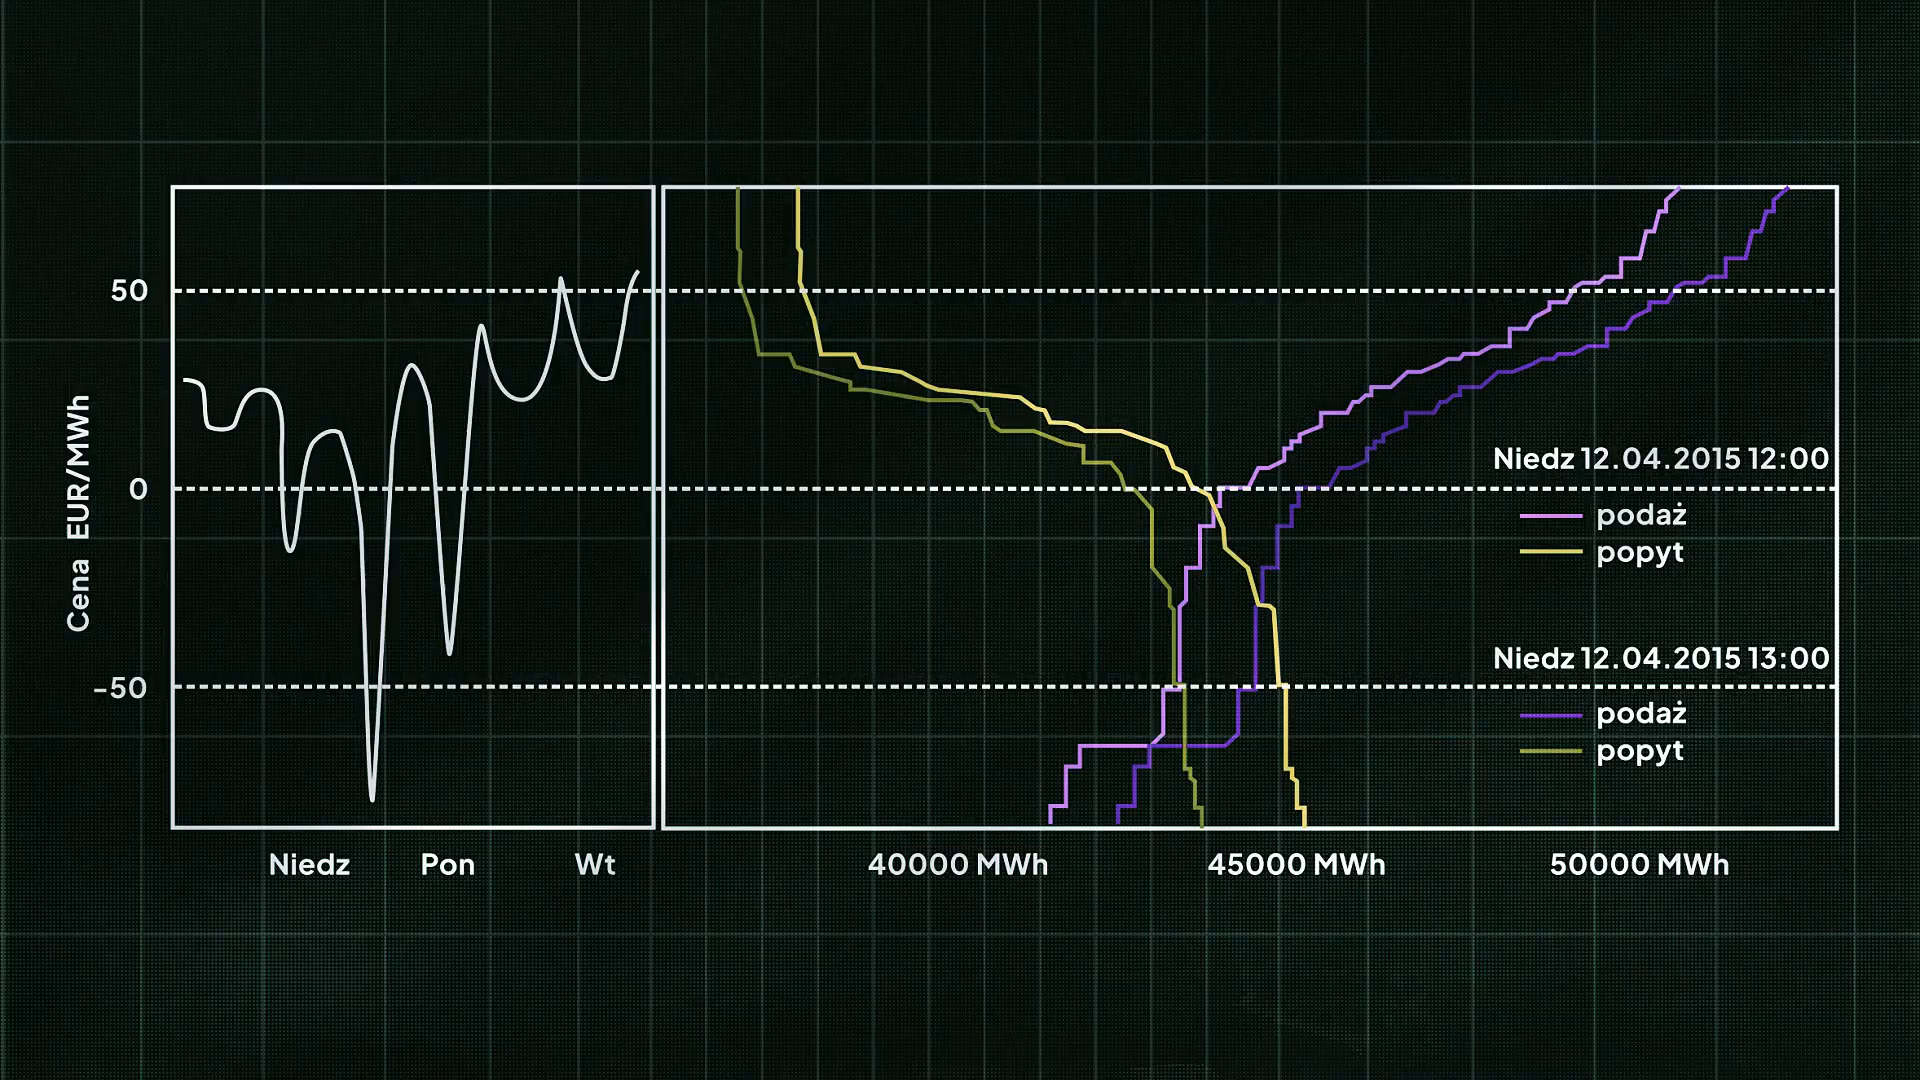 Cena EUR/MWh
50
0
-50
Niedz
Pon
Wt
40000 MWh
45000 MWh
50000 MWh
Niedz 12.04.2015 12:00
podaż
popyt
Niedz 12.04.2015 13:00
podaż
popyt